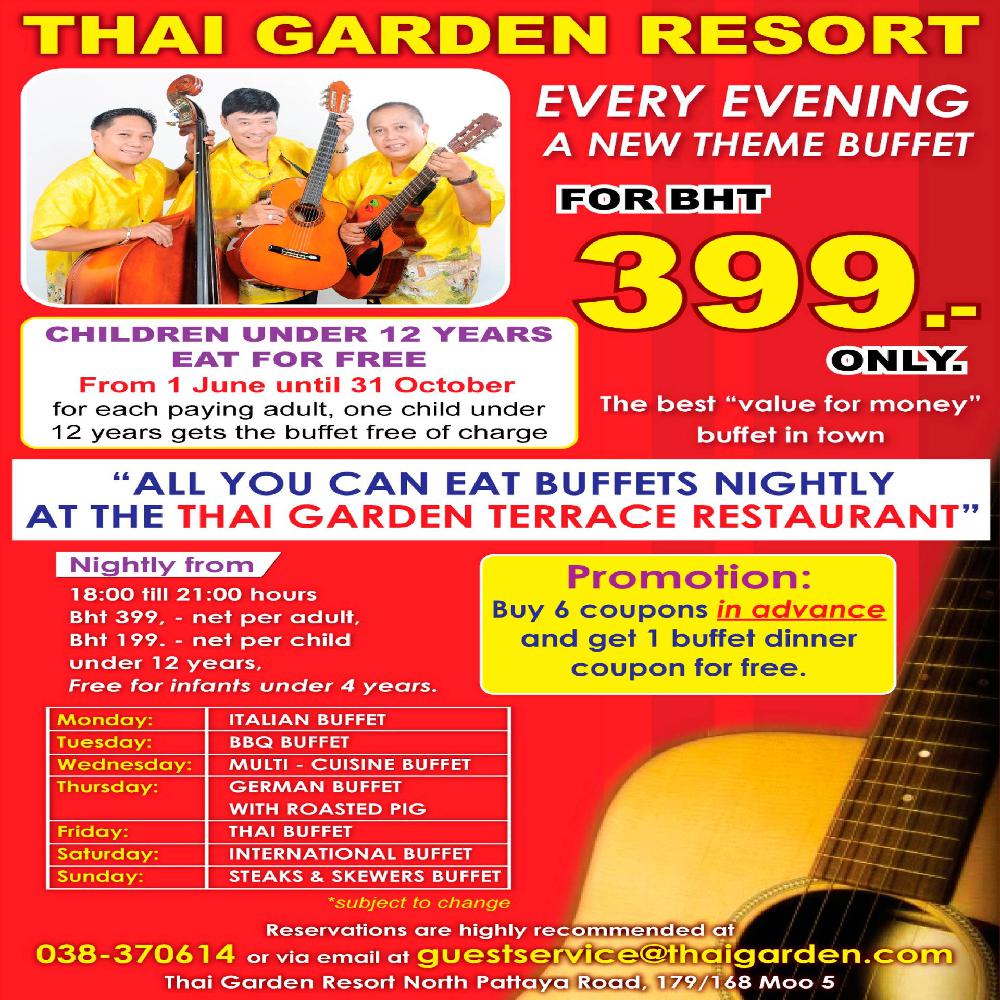 THAI GARDEN RESORT
EVERY EVENING
A NEW THEME BUFFET
FOR BHT
399.-
ONLY.
The best “value for money”
buffet in town
CHILDREN UNDER 12 YEARS
EAT FOR FREE
From 1 June until 31 October
for each paying adult, one child under
12 years gets the buffet free of charge
“ALL YOU CAN EAT BUFFETS NIGHTLY
AT THE THAI GARDEN TERRACE RESTAURANT”
Nightly from
18:00 till 21:00 hours
Bht 399, - net per adult,
Bht 199. - net per child
under 12 years,
Free for infants under 4 years.
Promotion:
Buy 6 coupons in advance
and get 1 buffet dinner
coupon for free.
Monday: ITALIAN BUFFET
Tuesday: BBQ BUFFET
Wednesday: MULTI - CUISINE BUFFET
Thursday: GERMAN BUFFET
WITH ROASTED PIG
Friday: THAI BUFFET
Saturday: INTERNATIONAL BUFFET
Sunday: STEAKS & SKEWERS BUFFET
*subject to change
Reservations are highly recommended at
038-370614 or via email at guestservice@thaigarden.com
Thai Garden Resort North Pattaya Road, 179/168 Moo 5